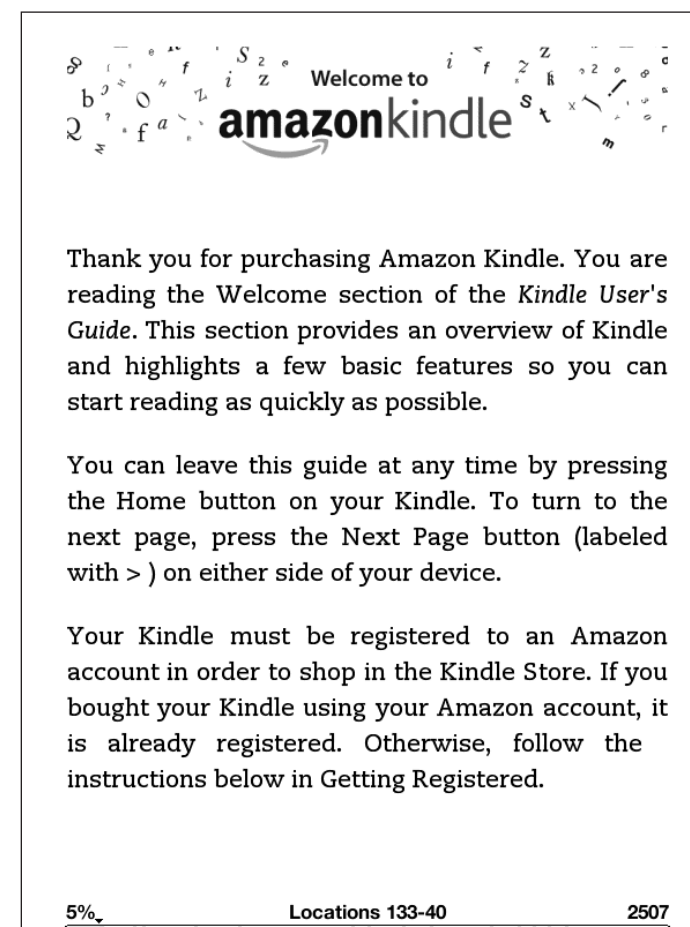 Welcome to
amazonkindle
Thank you for purchasing Amazon Kindle. You are
reading the Welcome section of the Kindle User's
Guide. This section provides an overview of Kindle
and highlights a few basic features so you can
start reading as quickly as possible.
You can leave this guide at any time by pressing
the Home button on your Kindle. To turn to the
next page, press the Next Page button (labeled
with > ) on either side of your device.
Your Kindle must be registered to an Amazon
account in order to shop in the Kindle Store. If you
bought your Kindle using your Amazon account, it
is already registered. Otherwise, follow the
instructions below in Getting Registered.
5% Locations 133-40 2507